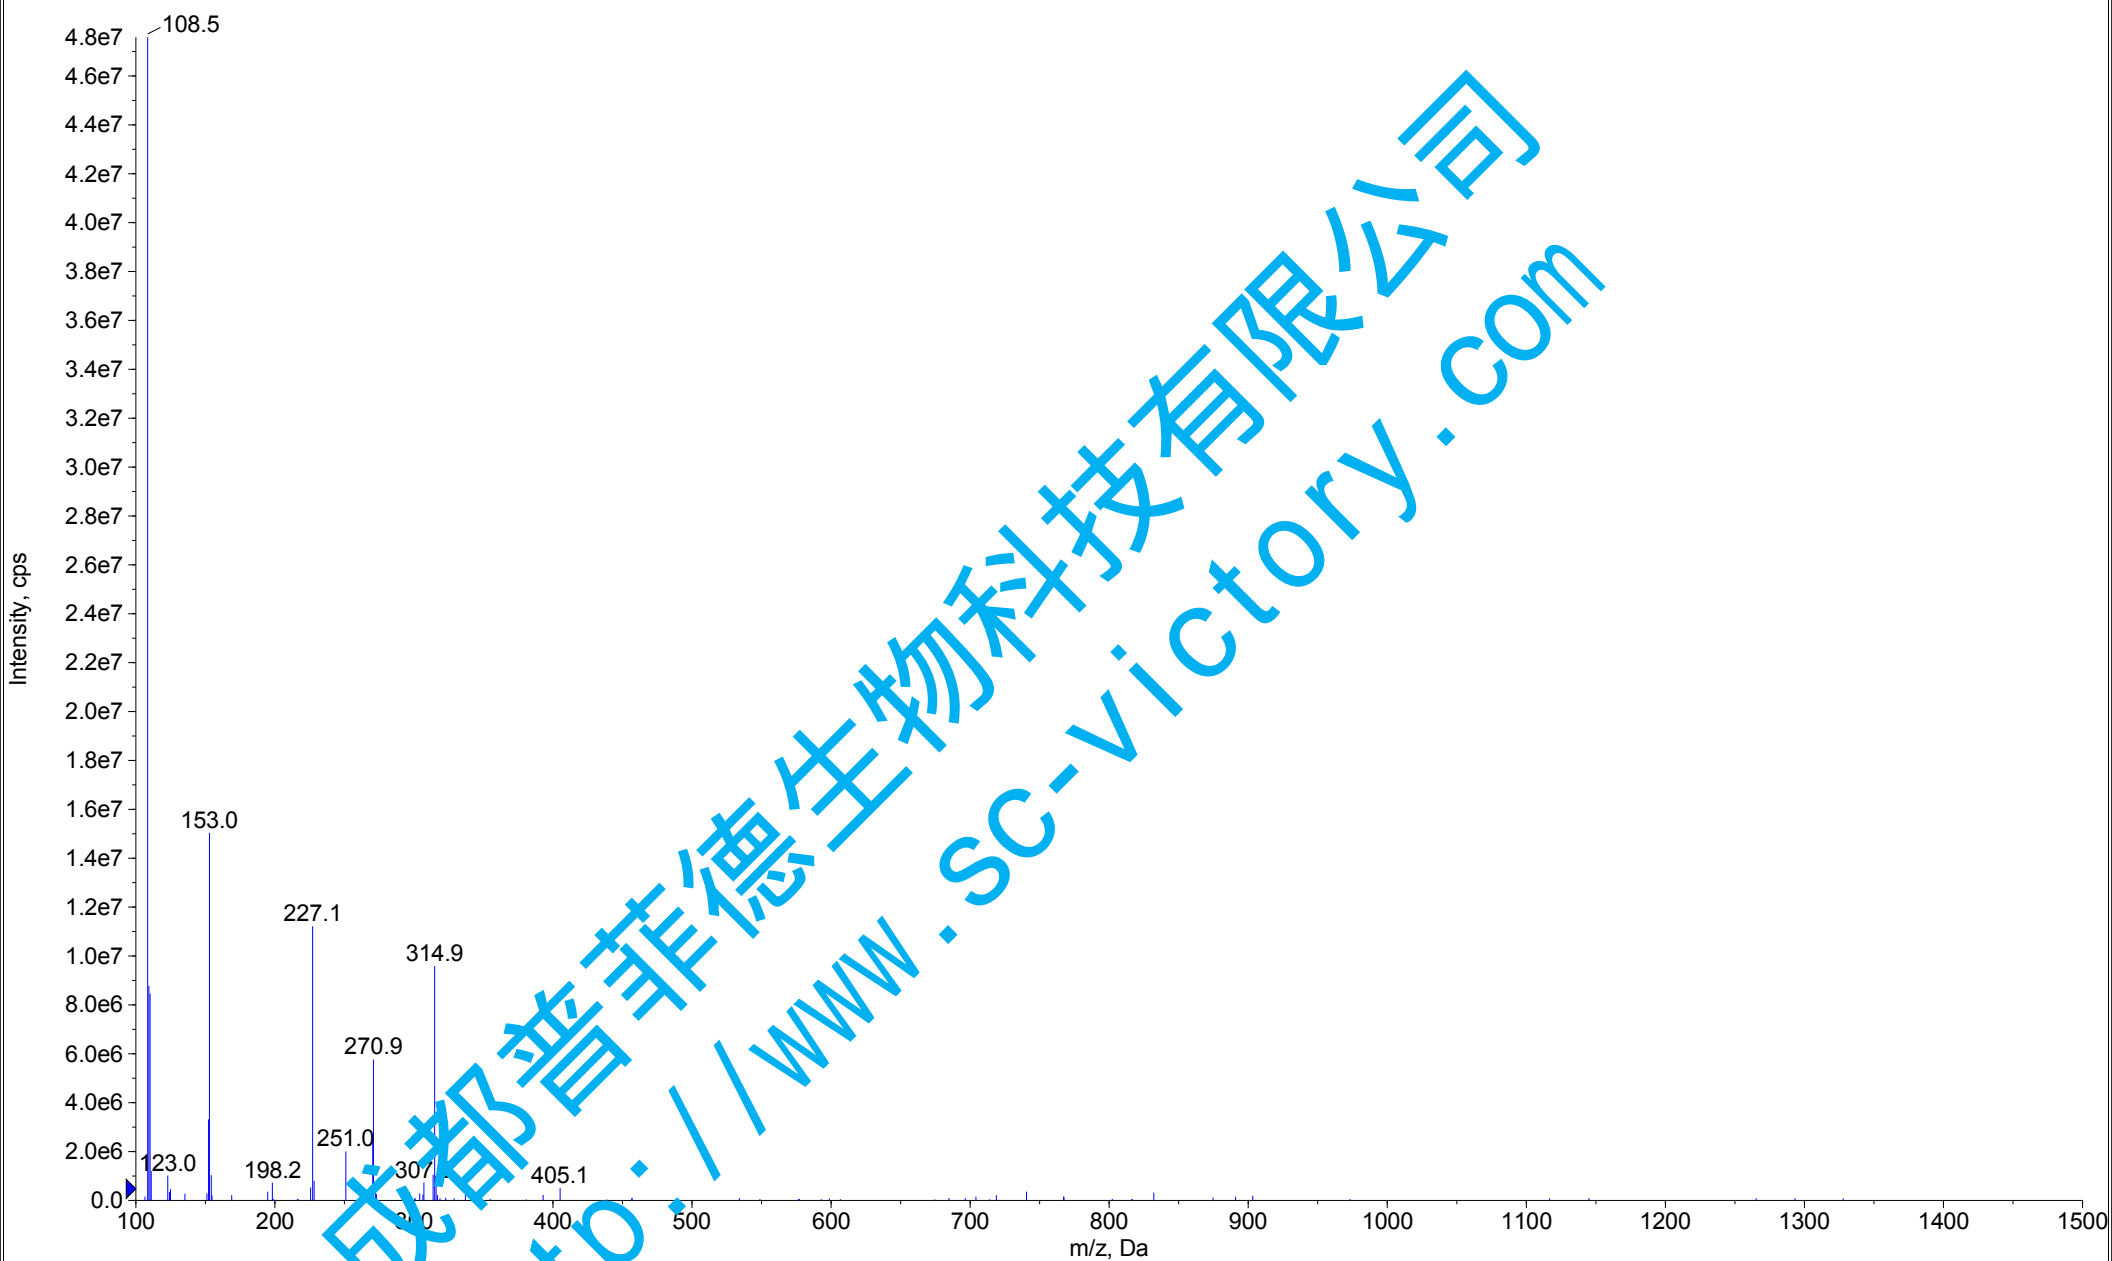 108.5
4.8e7
4.6e7
4.4e7
4.2e7
4.0e7
3.8e7
3.6e7
3.4e7
3.2e7
3.0e7
2.8e7
2.6e7
2.4e7
2.2e7
2.0e7
1.8e7
1.6e7
1.4e7
1.2e7
1.0e7
8.0e6
6.0e6
4.0e6
2.0e6
0.0
Intensity, cps
153.0
227.1
314.9
270.9
251.0
123.0
198.2
307
405.1
100 200 300 400 500 600 700 800 900 1000 1100 1200 1300 1400 1500
m/z, Da
成都普菲德生物科技有限公司
tp://www.sc-victory.com